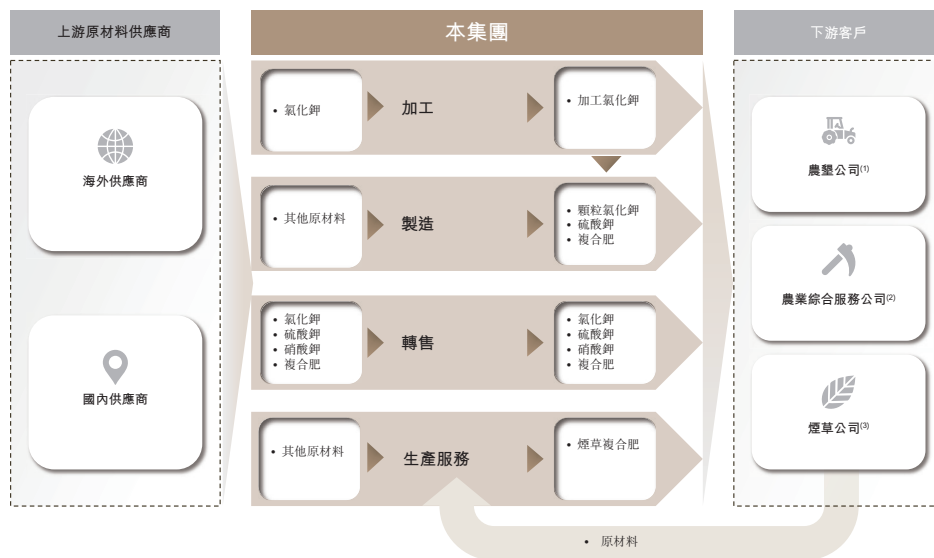 上游原材料供應商
本集團
下游客戶
海外供應商
國內供應商
• 氯化鉀
加工
• 加工氯化鉀
• 其他原材料
製造
• 顆粒氯化鉀
• 硫酸鉀
• 複合肥
• 氯化鉀
• 硫酸鉀
• 硝酸鉀
• 複合肥
轉售
• 氯化鉀
• 硫酸鉀
• 硝酸鉀
• 複合肥
• 其他原材料
生產服務
• 煙草複合肥
農墾公司(1)
農業綜合服務公司(2)
煙草公司(3)
• 原材料